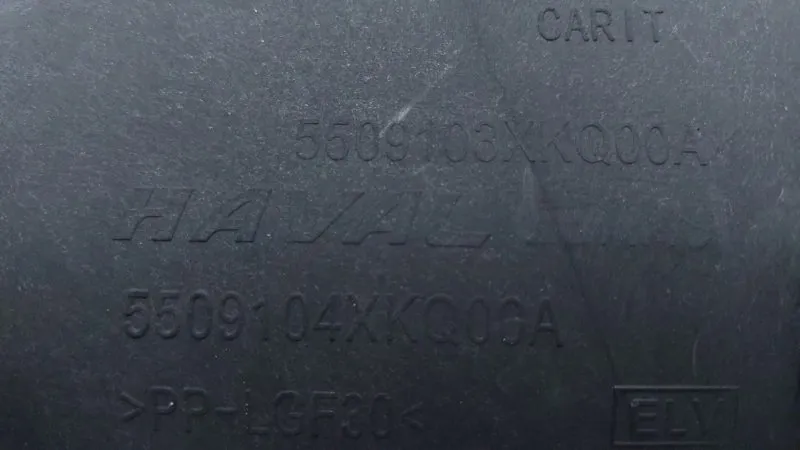 CARIT
5509103XKQ00A
HAVAL
5509104XKQ00A
>PP-LGF30<
ELV